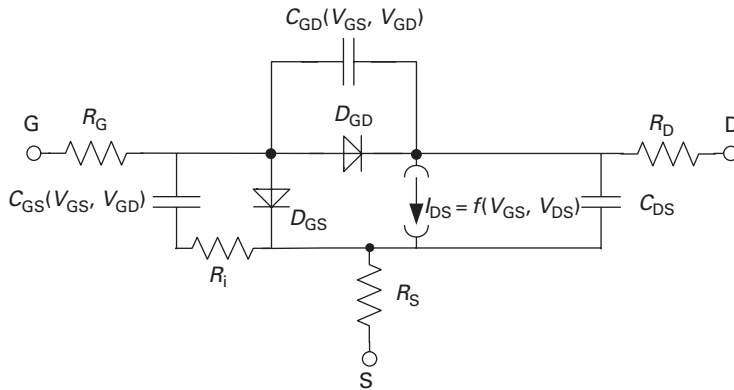 C_GD(V_GS, V_GD)
G
R_G
D_GD
R_D
D
C_GS(V_GS, V_GD)
D_GS
I_DS = f(V_GS, V_DS)
C_DS
R_i
R_S
S